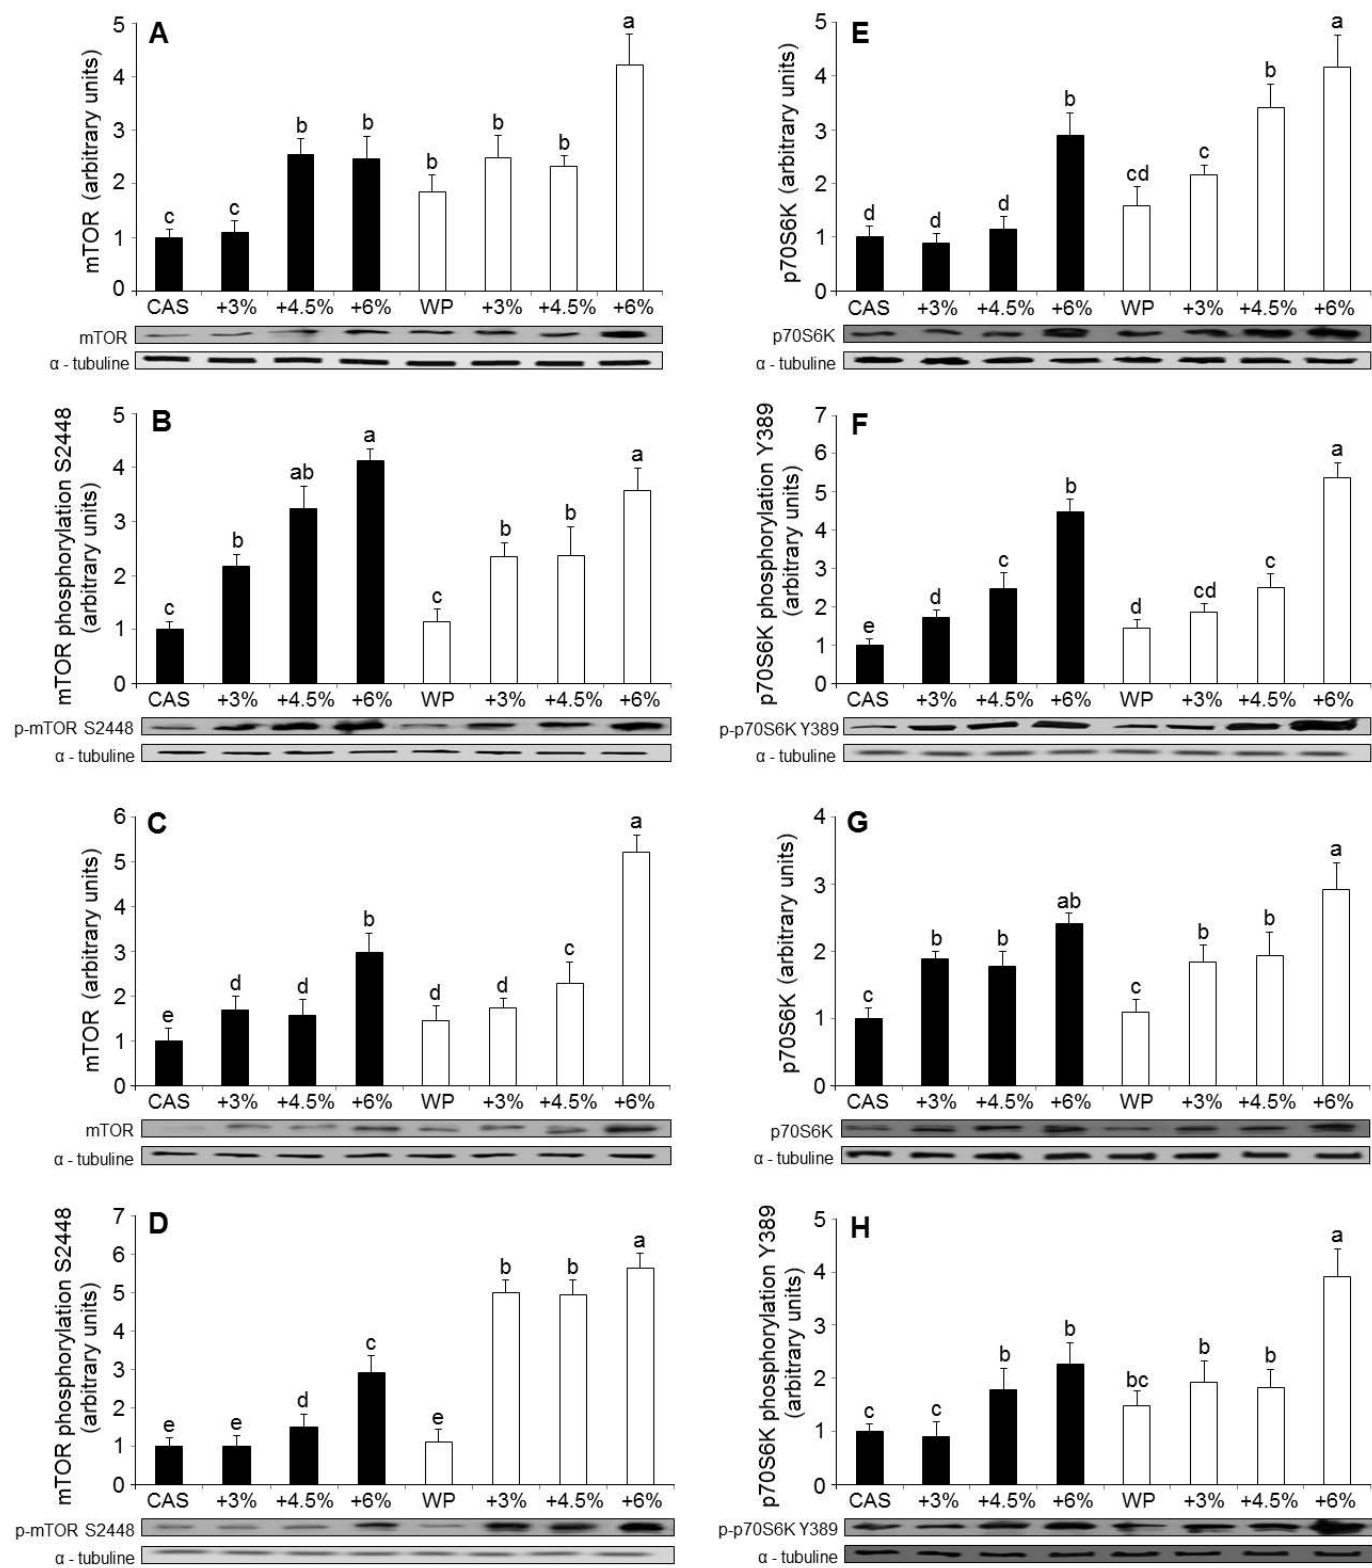 A
mTOR (arbitrary units)
5
4
3
2
1
0
c
c
b
b
b
b
b
a
CAS +3% +4.5% +6% WP +3% +4.5% +6%
mTOR
α - tubuline
E
p70S6K (arbitrary units)
5
4
3
2
1
0
d
d
d
b
cd
c
b
a
CAS +3% +4.5% +6% WP +3% +4.5% +6%
p70S6K
α - tubuline
B
mTOR phosphorylation S2448
(arbitrary units)
5
4
3
2
1
0
c
b
ab
a
c
b
b
a
CAS +3% +4.5% +6% WP +3% +4.5% +6%
p-mTOR S2448
α - tubuline
F
p70S6K phosphorylation Y389
(arbitrary units)
7
6
5
4
3
2
1
0
e
d
c
b
d
cd
c
a
CAS +3% +4.5% +6% WP +3% +4.5% +6%
p-p70S6K Y389
α - tubuline
C
mTOR (arbitrary units)
6
5
4
3
2
1
0
e
d
d
b
d
d
c
a
CAS +3% +4.5% +6% WP +3% +4.5% +6%
mTOR
α - tubuline
G
p70S6K (arbitrary units)
4
3
2
1
0
c
b
b
ab
c
b
b
a
CAS +3% +4.5% +6% WP +3% +4.5% +6%
p70S6K
α - tubuline
D
mTOR phosphorylation S2448
(arbitrary units)
7
6
5
4
3
2
1
0
e
e
d
c
e
b
b
a
CAS +3% +4.5% +6% WP +3% +4.5% +6%
p-mTOR S2448
α - tubuline
H
p70S6K phosphorylation Y389
(arbitrary units)
5
4
3
2
1
0
c
c
b
b
bc
b
b
a
CAS +3% +4.5% +6% WP +3% +4.5% +6%
p-p70S6K Y389
α - tubuline